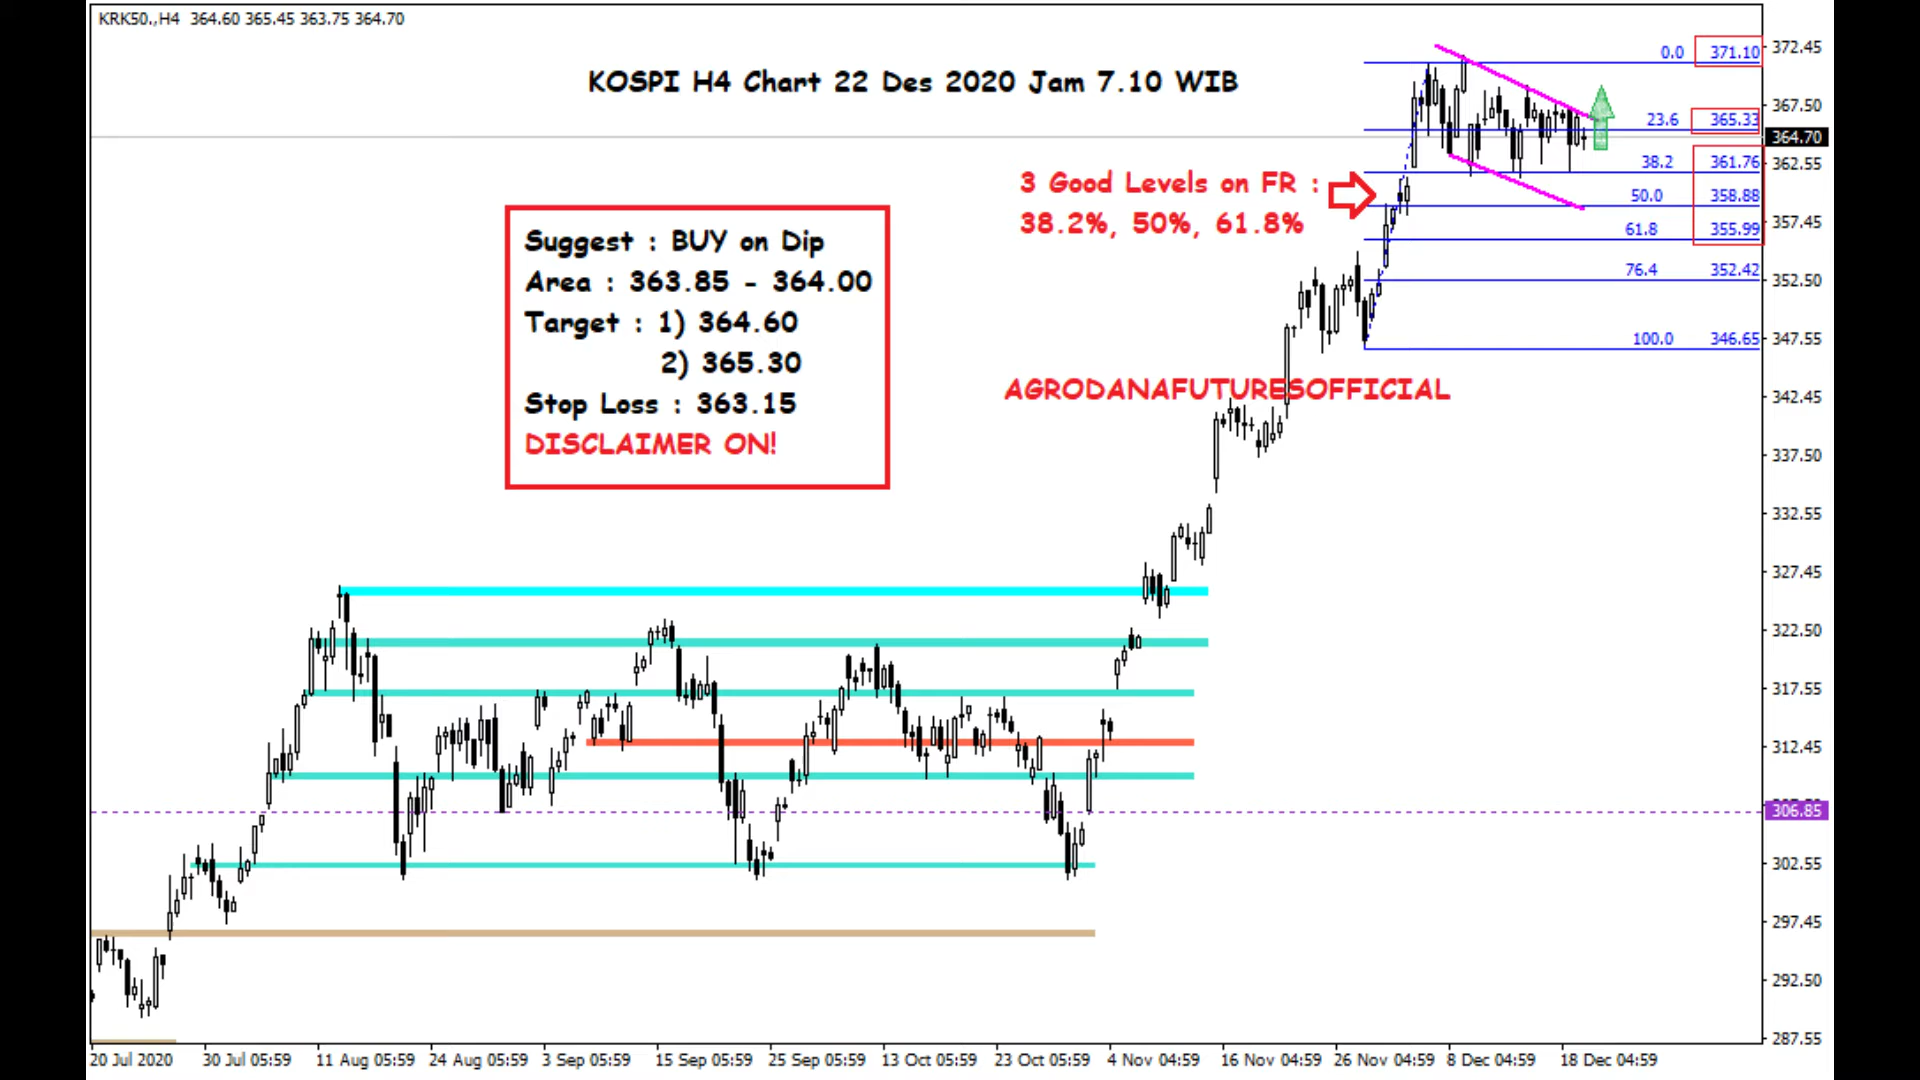 KRK50.,H4 364.60 365.45 363.75 364.70
KOSPI H4 Chart 22 Des 2020 Jam 7.10 WIB
0.0 371.10
23.6 365.33
38.2 361.76
50.0 358.88
61.8 355.99
76.4 352.42
100.0 346.65
3 Good Levels on FR :
38.2%, 50%, 61.8%
Suggest : BUY on Dip
Area : 363.85 - 364.00
Target : 1) 364.60
2) 365.30
Stop Loss : 363.15
DISCLAIMER ON!
AGRODANAFUTURESOFFICIAL
372.45
367.50
364.70
362.55
357.45
352.50
347.55
342.45
337.50
332.55
327.45
322.50
317.55
312.45
306.85
302.55
297.45
292.50
287.55
20 Jul 2020 30 Jul 05:59 11 Aug 05:59 24 Aug 05:59 3 Sep 05:59 15 Sep 05:59 25 Sep 05:59 13 Oct 05:59 23 Oct 05:59 4 Nov 04:59 16 Nov 04:59 26 Nov 04:59 8 Dec 04:59 18 Dec 04:59